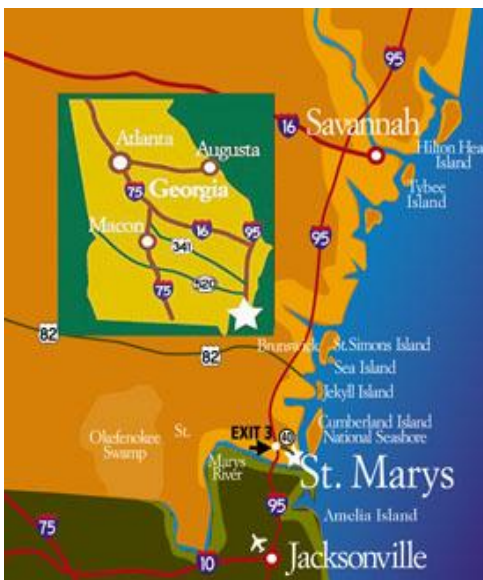 95
16
Savannah
Hilton Hea
Island
Tybee
Island
Atlanta
Augusta
75
Georgia
Macon
16
95
341
520
75
95
82
82
Brunswick
St. Simons Island
Sea Island
Jekyll Island
Cumberland Island
National Seashore
EXIT 3
40
Okefenokee
Swamp
St.
Marys
River
St. Marys
95
Amelia Island
75
10
Jacksonville